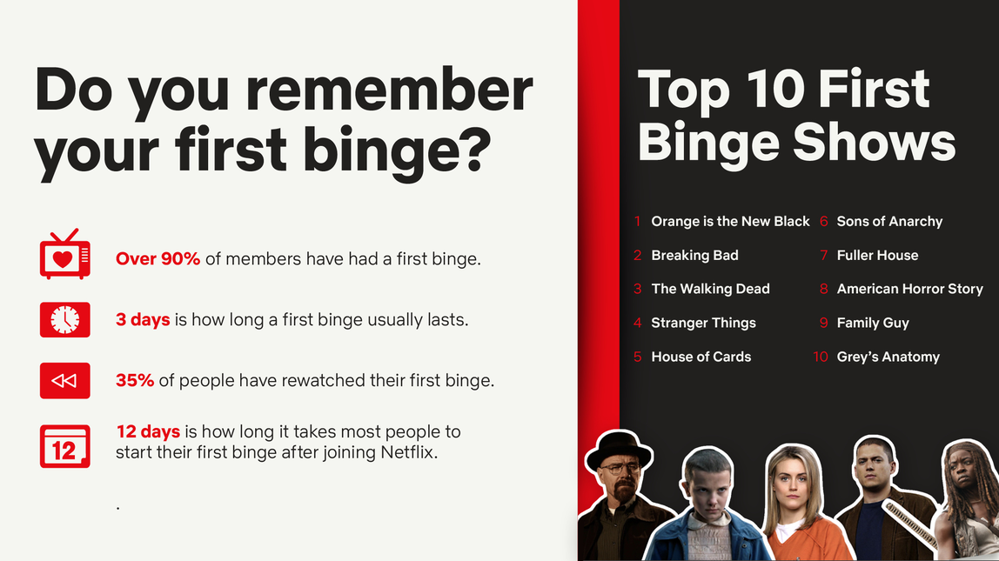 Do you remember
your first binge?
Over 90% of members have had a first binge.
3 days is how long a first binge usually lasts.
35% of people have rewatched their first binge.
12
12 days is how long it takes most people to
start their first binge after joining Netflix.
.
Top 10 First
Binge Shows
1 Orange is the New Black
2 Breaking Bad
3 The Walking Dead
4 Stranger Things
5 House of Cards
6 Sons of Anarchy
7 Fuller House
8 American Horror Story
9 Family Guy
10 Grey’s Anatomy